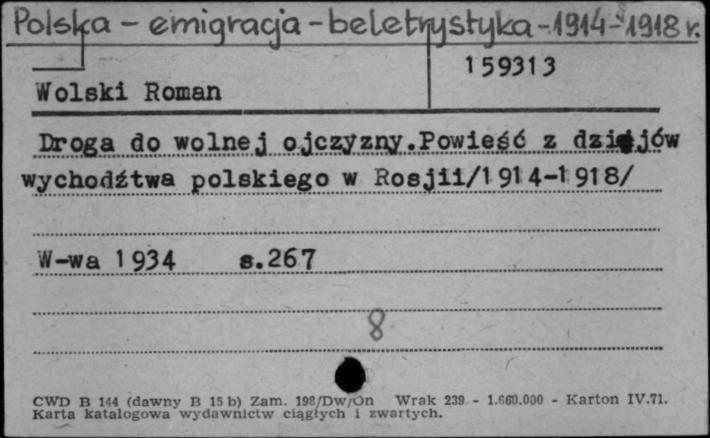 Polska - emigracja - beletrystyka - 1914-1918 r.
159313
Wolski Roman
Droga do wolnej ojczyzny.Powieść z dziejów
wychodźtwa polskiego w Rosjii/1914-1918/
W-wa 1934 s.267
8
CWD B 144 (dawny B 15 b) Zam. 198/Dw/On Wrak 239 - 1.660.000 - Karton IV.71.
Karta katalogowa wydawnictw ciągłych i zwartych.